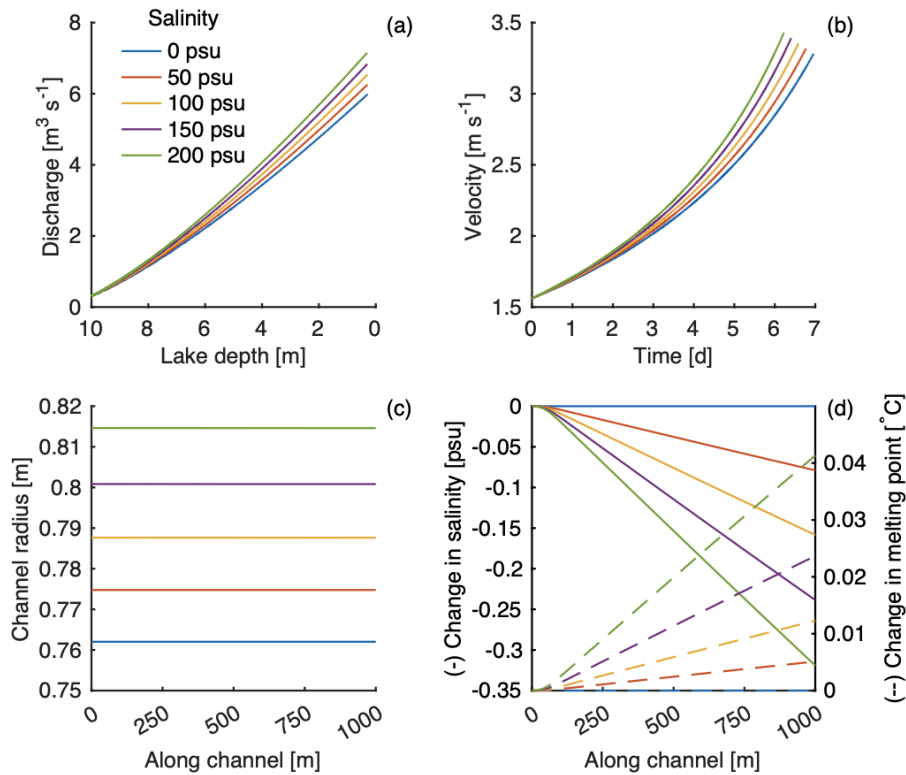 Salinity
0 psu
50 psu
100 psu
150 psu
200 psu
(a)
8
6
4
2
0
Discharge [m³ s⁻¹]
10 8 6 4 2 0
Lake depth [m]
(b)
3.5
3
2.5
2
1.5
Velocity [m s⁻¹]
0 1 2 3 4 5 6 7
Time [d]
(c)
0.82
0.81
0.8
0.79
0.78
0.77
0.76
0.75
Channel radius [m]
0 250 500 750 1000
Along channel [m]
(d)
0
-0.05
-0.1
-0.15
-0.2
-0.25
-0.3
-0.35
(-) Change in salinity [psu]
0.04
0.03
0.02
0.01
0
(--) Change in melting point [°C]
0 250 500 750 1000
Along channel [m]